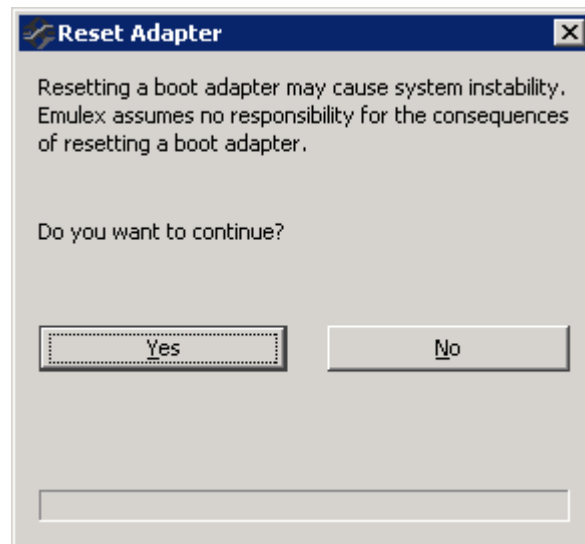 Reset Adapter
Resetting a boot adapter may cause system instability.
Emulex assumes no responsibility for the consequences
of resetting a boot adapter.
Do you want to continue?
Yes
No